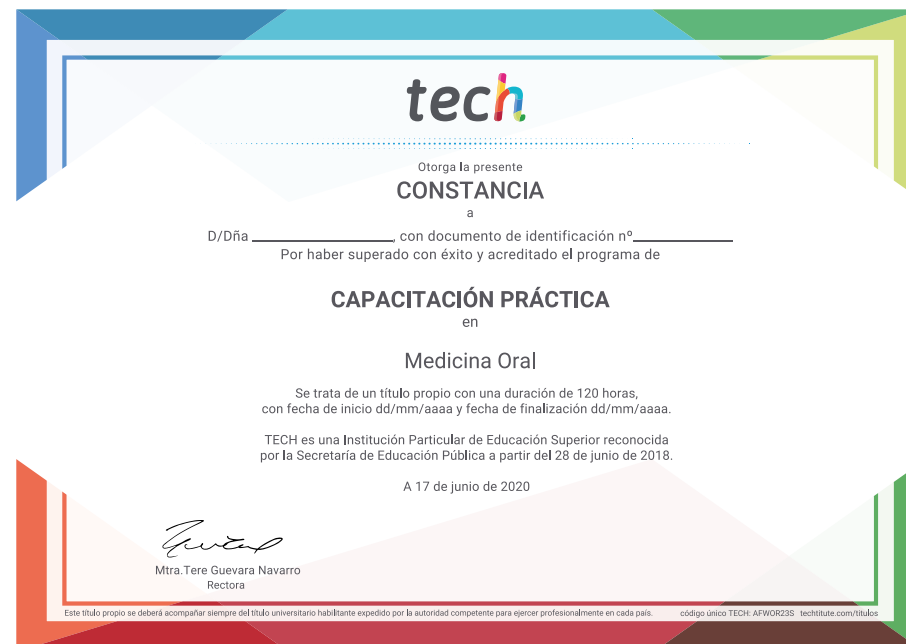 tech
Otorga la presente
CONSTANCIA
a
D/Dña ____________, con documento de identificación nº____________
Por haber superado con éxito y acreditado el programa de
CAPACITACIÓN PRÁCTICA
en
Medicina Oral
Se trata de un título propio con una duración de 120 horas,
con fecha de inicio dd/mm/aaaa y fecha de finalización dd/mm/aaaa.
TECH es una Institución Particular de Educación Superior reconocida
por la Secretaría de Educación Pública a partir del 28 de junio de 2018.
A 17 de junio de 2020
Mtra.Tere Guevara Navarro
Rectora
Este título propio se deberá acompañar siempre del título universitario habilitante expedido por la autoridad competente para ejercer profesionalmente en cada país. código único TECH: AFWOR23S techtitute.com/títulos